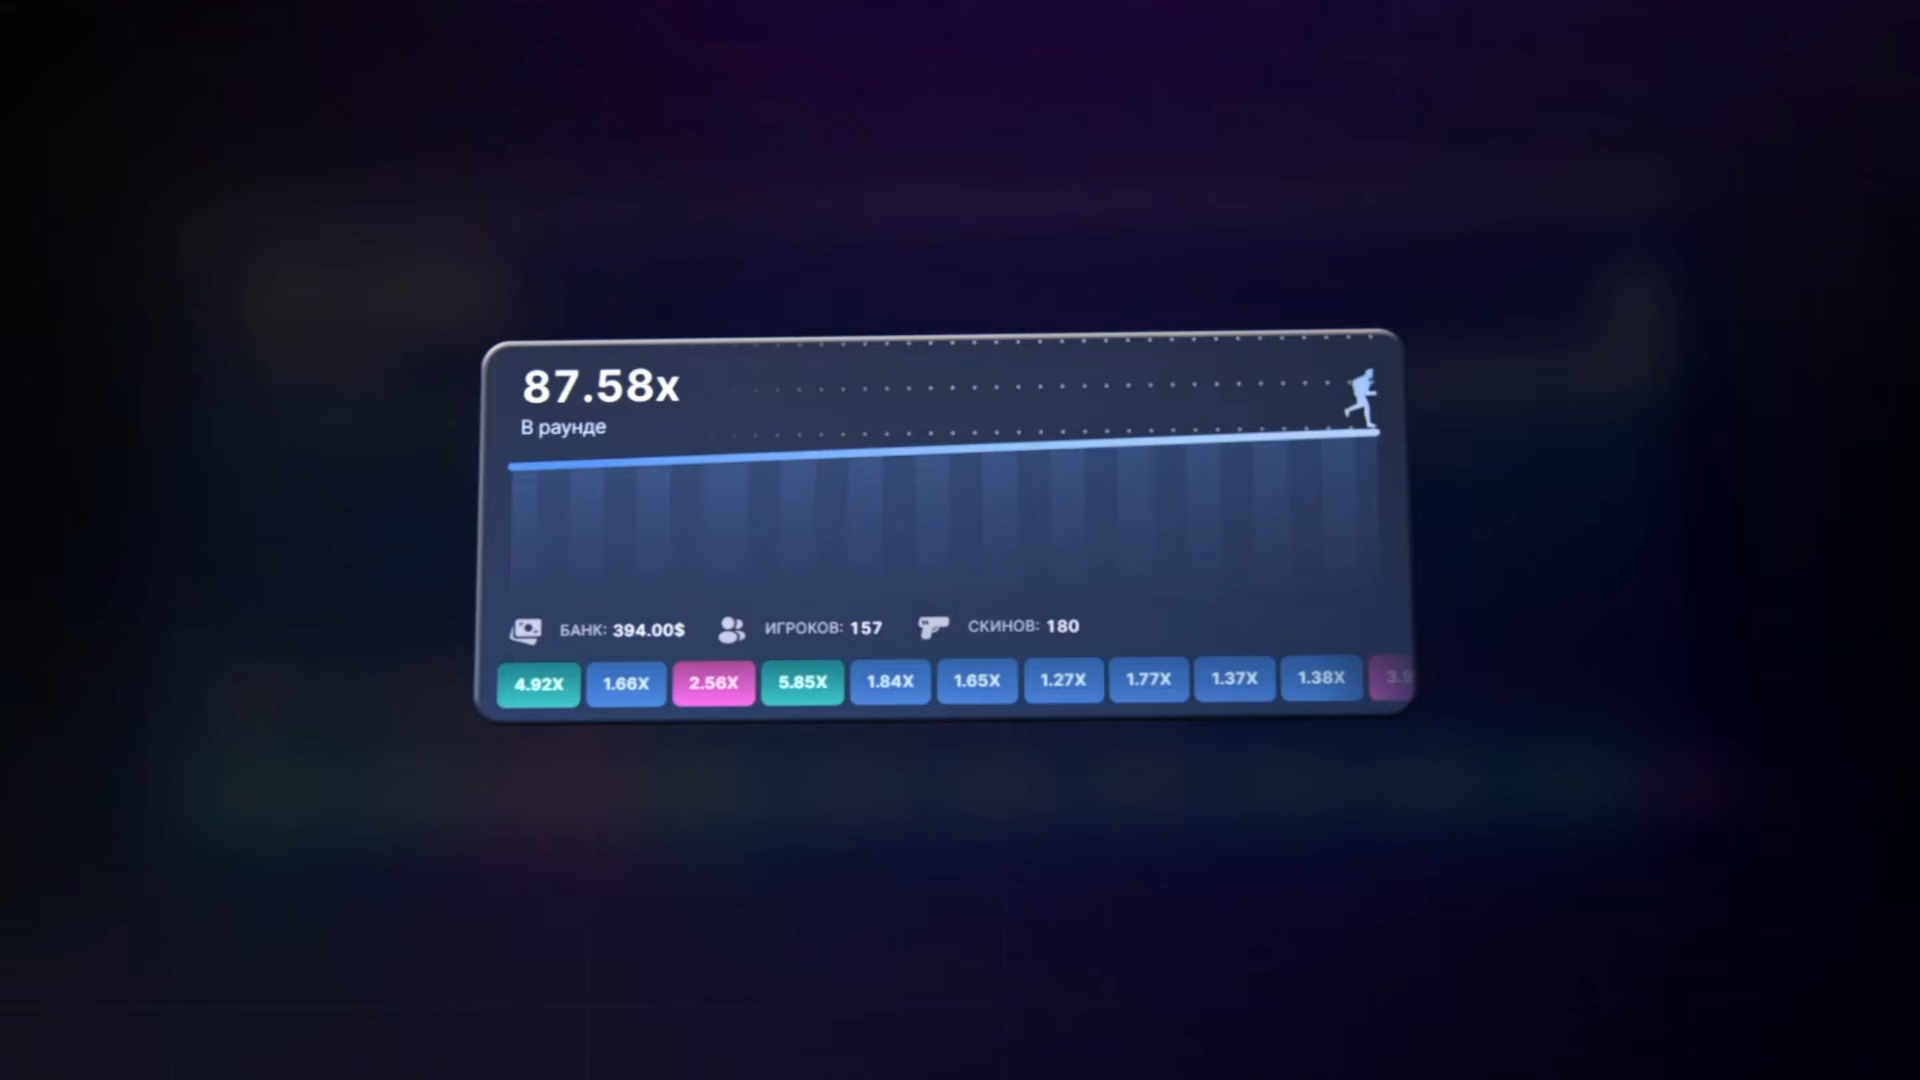 87.58x
В раунде
БАНК: 394.00$ ИГРОКОВ: 157 СКИНОВ: 180
4.92X 1.66X 2.56X 5.85X 1.84X 1.65X 1.27X 1.77X 1.37X 1.38X